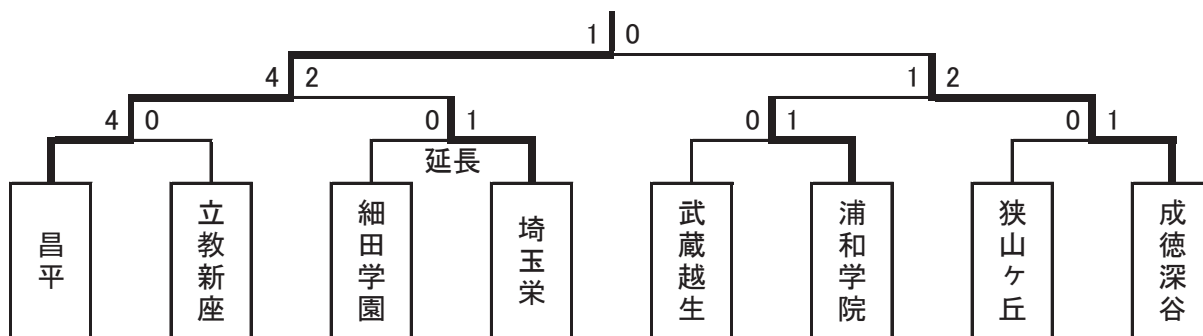 1 0
4 2
1 2
4 0
0 1
0 1
0 1
延長
昌平
立教新座
細田学園
埼玉栄
武蔵越生
浦和学院
狭山ヶ丘
成徳深谷